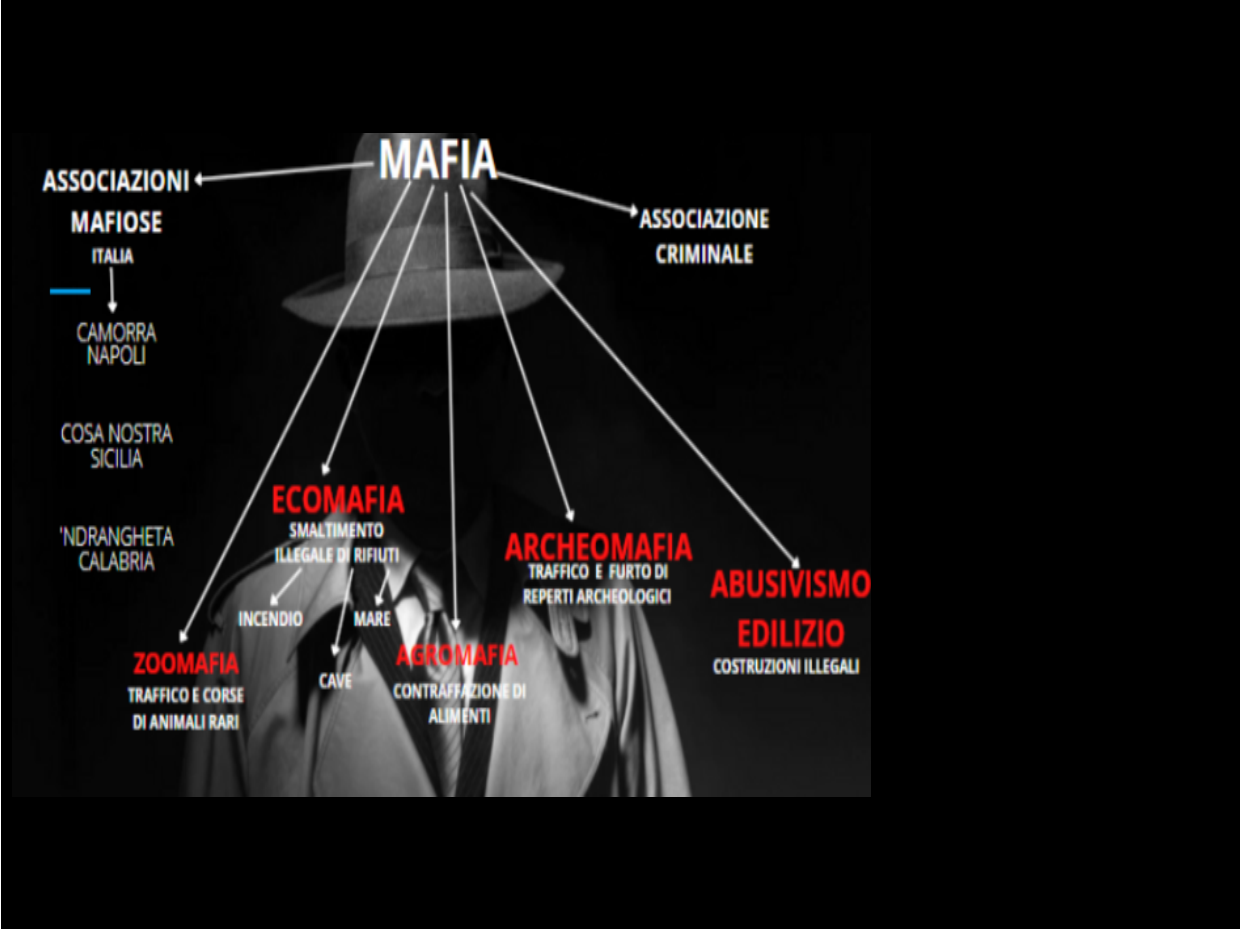 MAFIA
ASSOCIAZIONI
MAFIOSE
ITALIA
CAMORRA
NAPOLI
COSA NOSTRA
SICILIA
'NDRANGHETA
CALABRIA
ASSOCIAZIONE
CRIMINALE
ECOMAFIA
SMALTIMENTO
ILLEGALE DI RIFIUTI
INCENDIO
MARE
CAVE
ZOOMAFIA
TRAFFICO E CORSE
DI ANIMALI RARI
AGROMAFIA
CONTRAFFAZIONE DI
ALIMENTI
ARCHEOMAFIA
TRAFFICO E FURTO DI
REPERTI ARCHEOLOGICI
ABUSIVISMO
EDILIZIO
COSTRUZIONI ILLEGALI